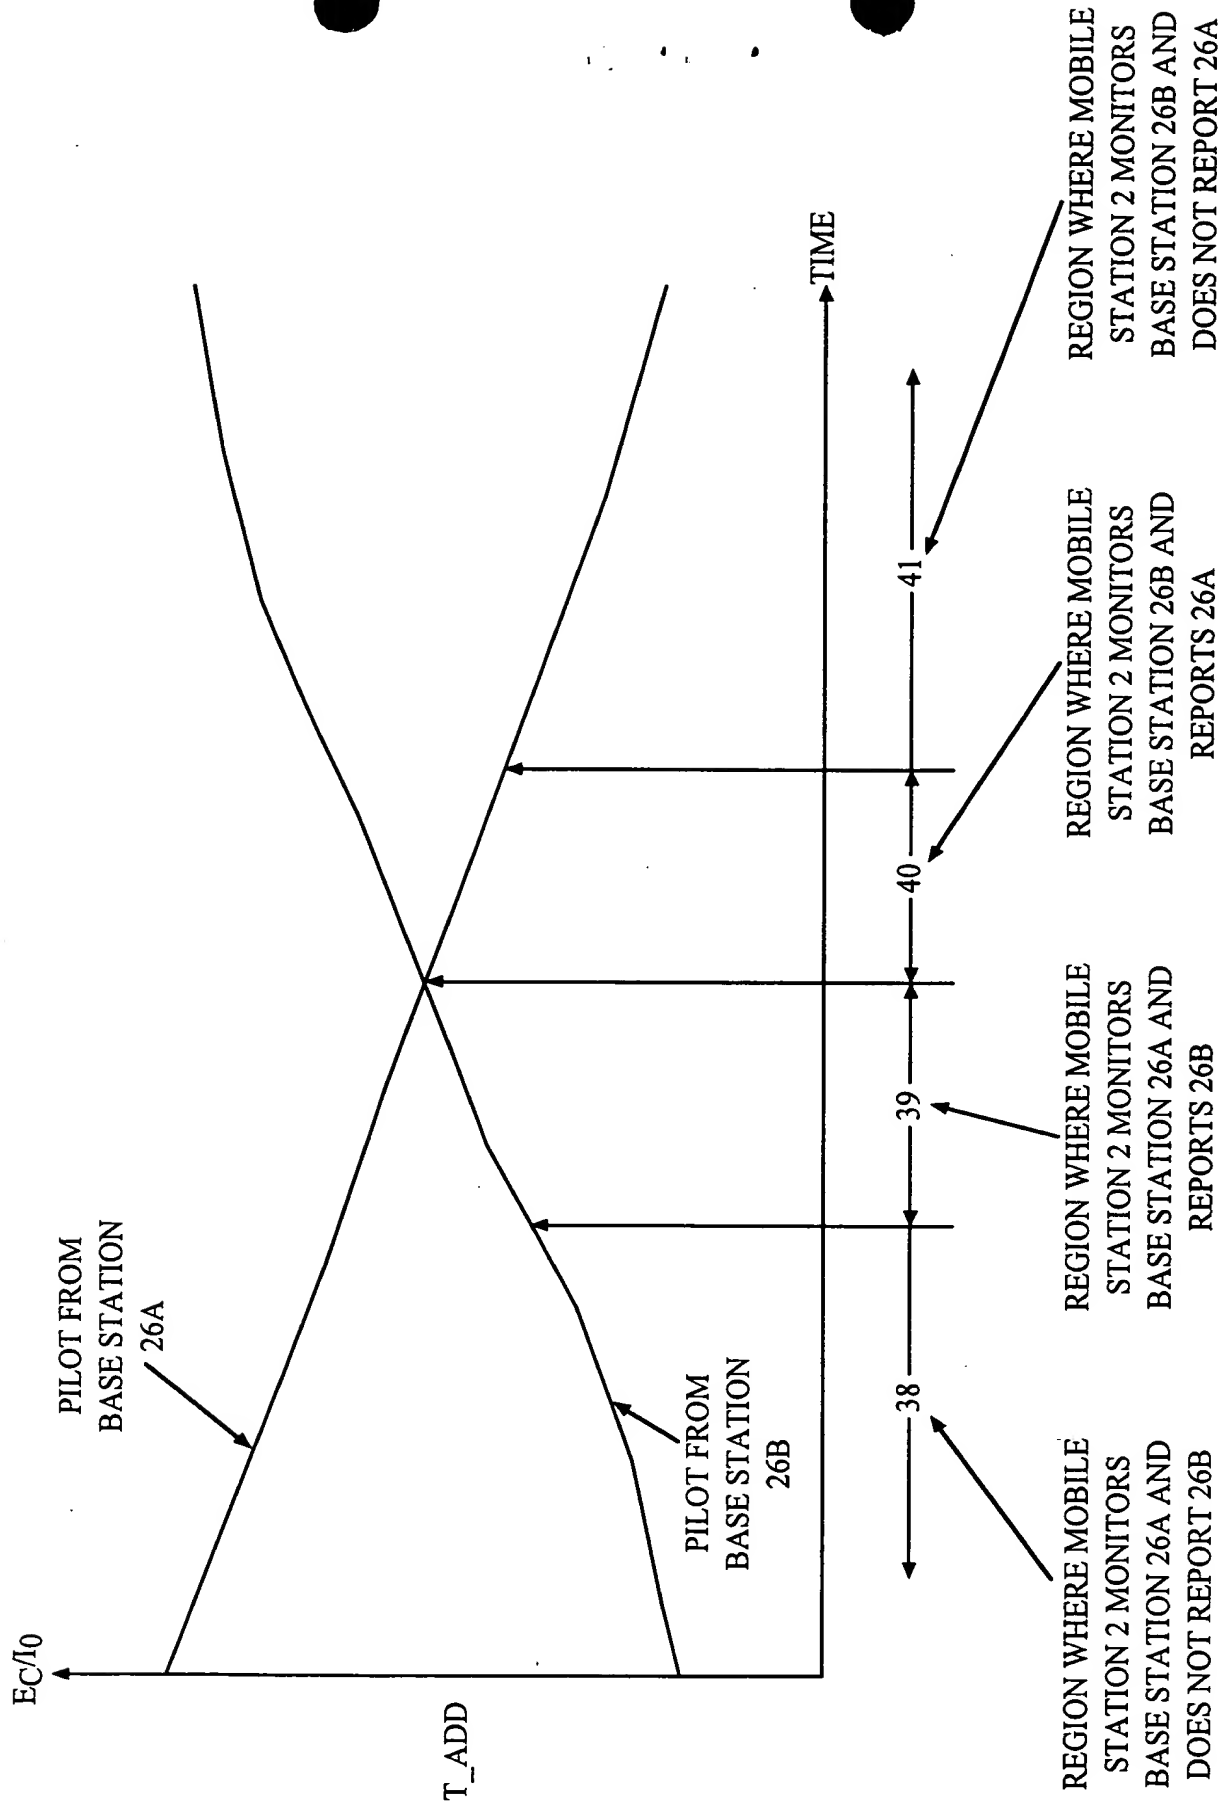 EC/I0
PILOT FROM
BASE STATION
26A
T_ADD
PILOT FROM
BASE STATION
26B
TIME
38
39
40
41
REGION WHERE MOBILE
STATION 2 MONITORS
BASE STATION 26A AND
DOES NOT REPORT 26B
REGION WHERE MOBILE
STATION 2 MONITORS
BASE STATION 26A AND
REPORTS 26B
REGION WHERE MOBILE
STATION 2 MONITORS
BASE STATION 26B AND
REPORTS 26A
REGION WHERE MOBILE
STATION 2 MONITORS
BASE STATION 26B AND
DOES NOT REPORT 26A